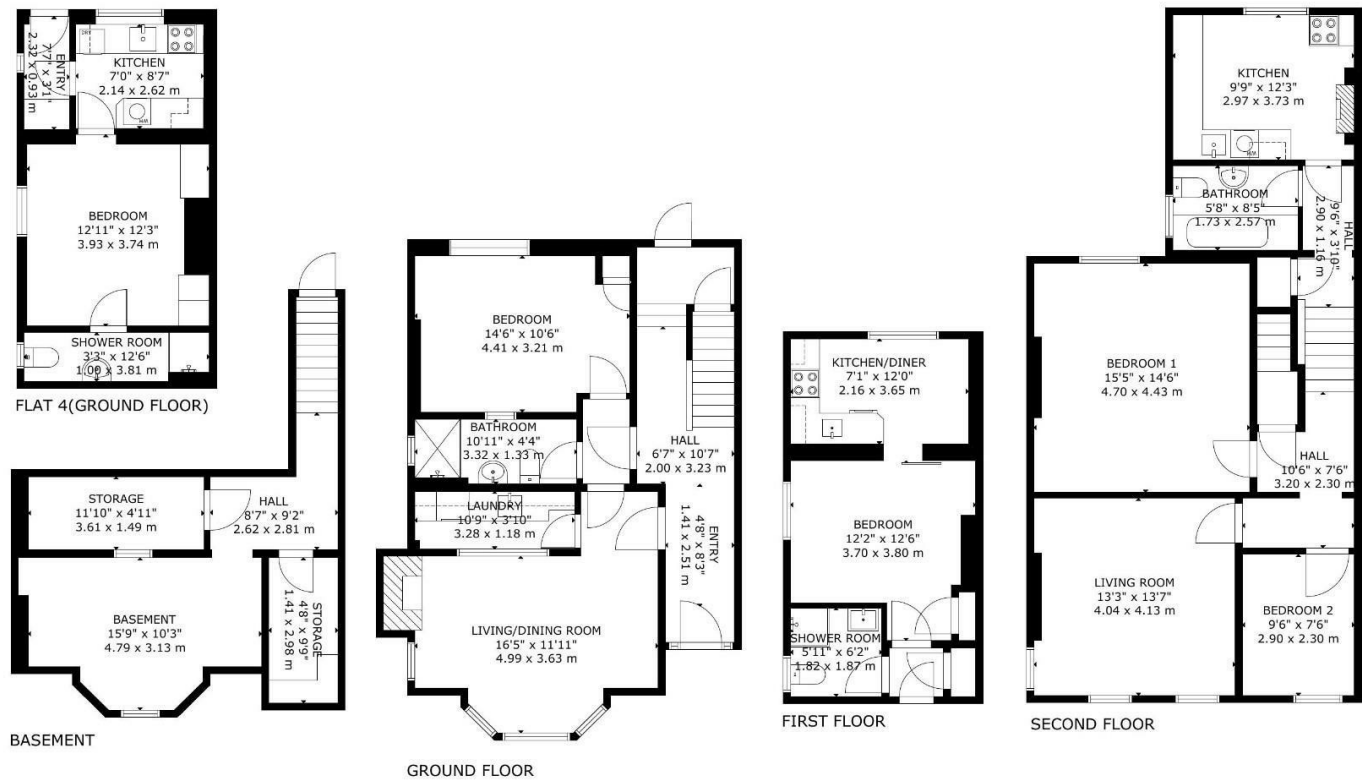 ENTRY
7'7" x 3'1"
2.32 x 0.93 m
KITCHEN
7'0" x 8'7"
2.14 x 2.62 m
BEDROOM
12'11" x 12'3"
3.93 x 3.74 m
SHOWER ROOM
3'3" x 12'6"
1.00 x 3.81 m
FLAT 4(GROUND FLOOR)
STORAGE
11'10" x 4'11"
3.61 x 1.49 m
HALL
8'7" x 9'2"
2.62 x 2.81 m
BASEMENT
15'9" x 10'3"
4.79 x 3.13 m
STORAGE
4'8" x 9'9"
1.41 x 2.98 m
BASEMENT
BEDROOM
14'6" x 10'6"
4.41 x 3.21 m
BATHROOM
10'11" x 4'4"
3.32 x 1.33 m
HALL
6'7" x 10'7"
2.00 x 3.23 m
LAUNDRY
10'9" x 3'10"
3.28 x 1.18 m
ENTRY
4'8" x 8'3"
1.41 x 2.51 m
LIVING/DINING ROOM
16'5" x 11'11"
4.99 x 3.63 m
GROUND FLOOR
KITCHEN/DINER
7'1" x 12'0"
2.16 x 3.65 m
BEDROOM
12'2" x 12'6"
3.70 x 3.80 m
SHOWER ROOM
5'11" x 6'2"
1.82 x 1.87 m
FIRST FLOOR
KITCHEN
9'9" x 12'3"
2.97 x 3.73 m
BATHROOM
5'8" x 8'5"
1.73 x 2.57 m
HALL
9'6" x 3'10"
2.90 x 1.16 m
BEDROOM 1
15'5" x 14'6"
4.70 x 4.43 m
HALL
10'6" x 7'6"
3.20 x 2.30 m
LIVING ROOM
13'3" x 13'7"
4.04 x 4.13 m
BEDROOM 2
9'6" x 7'6"
2.90 x 2.30 m
SECOND FLOOR